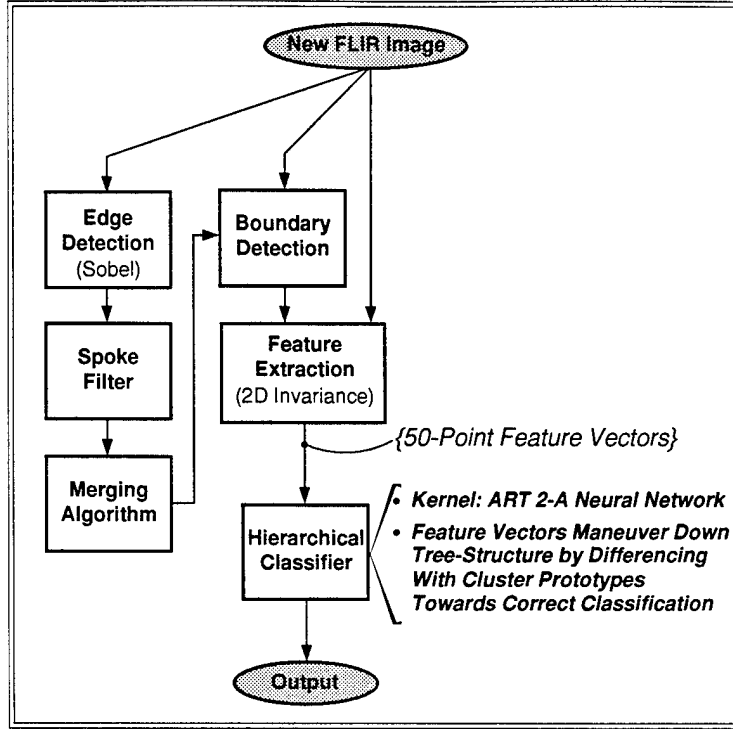 New FLIR Image
Edge
Detection
(Sobel)
Boundary
Detection
Spoke
Filter
Feature
Extraction
(2D Invariance)
{50-Point Feature Vectors}
Merging
Algorithm
Hierarchical
Classifier
• Kernel: ART 2-A Neural Network
• Feature Vectors Maneuver Down
Tree-Structure by Differencing
With Cluster Prototypes
Towards Correct Classification
Output